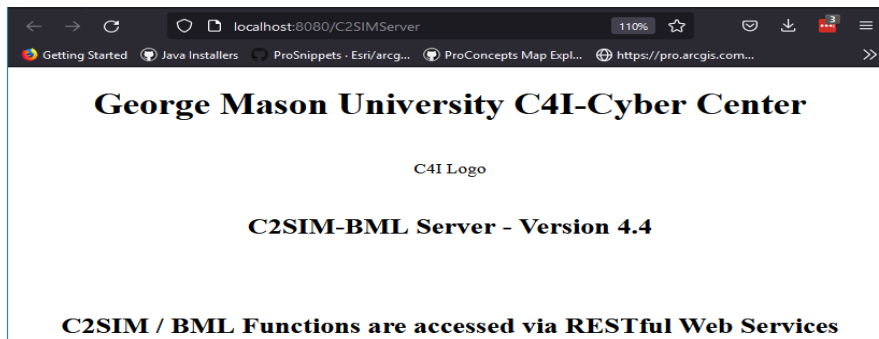 localhost:8080/C2SIMServer 110% 3
Getting Started Java Installers ProSnippets · Esri/arcg... ProConcepts Map Expl... https://pro.arcgis.com...
George Mason University C4I-Cyber Center
C4I Logo
C2SIM-BML Server - Version 4.4
C2SIM / BML Functions are accessed via RESTful Web Services